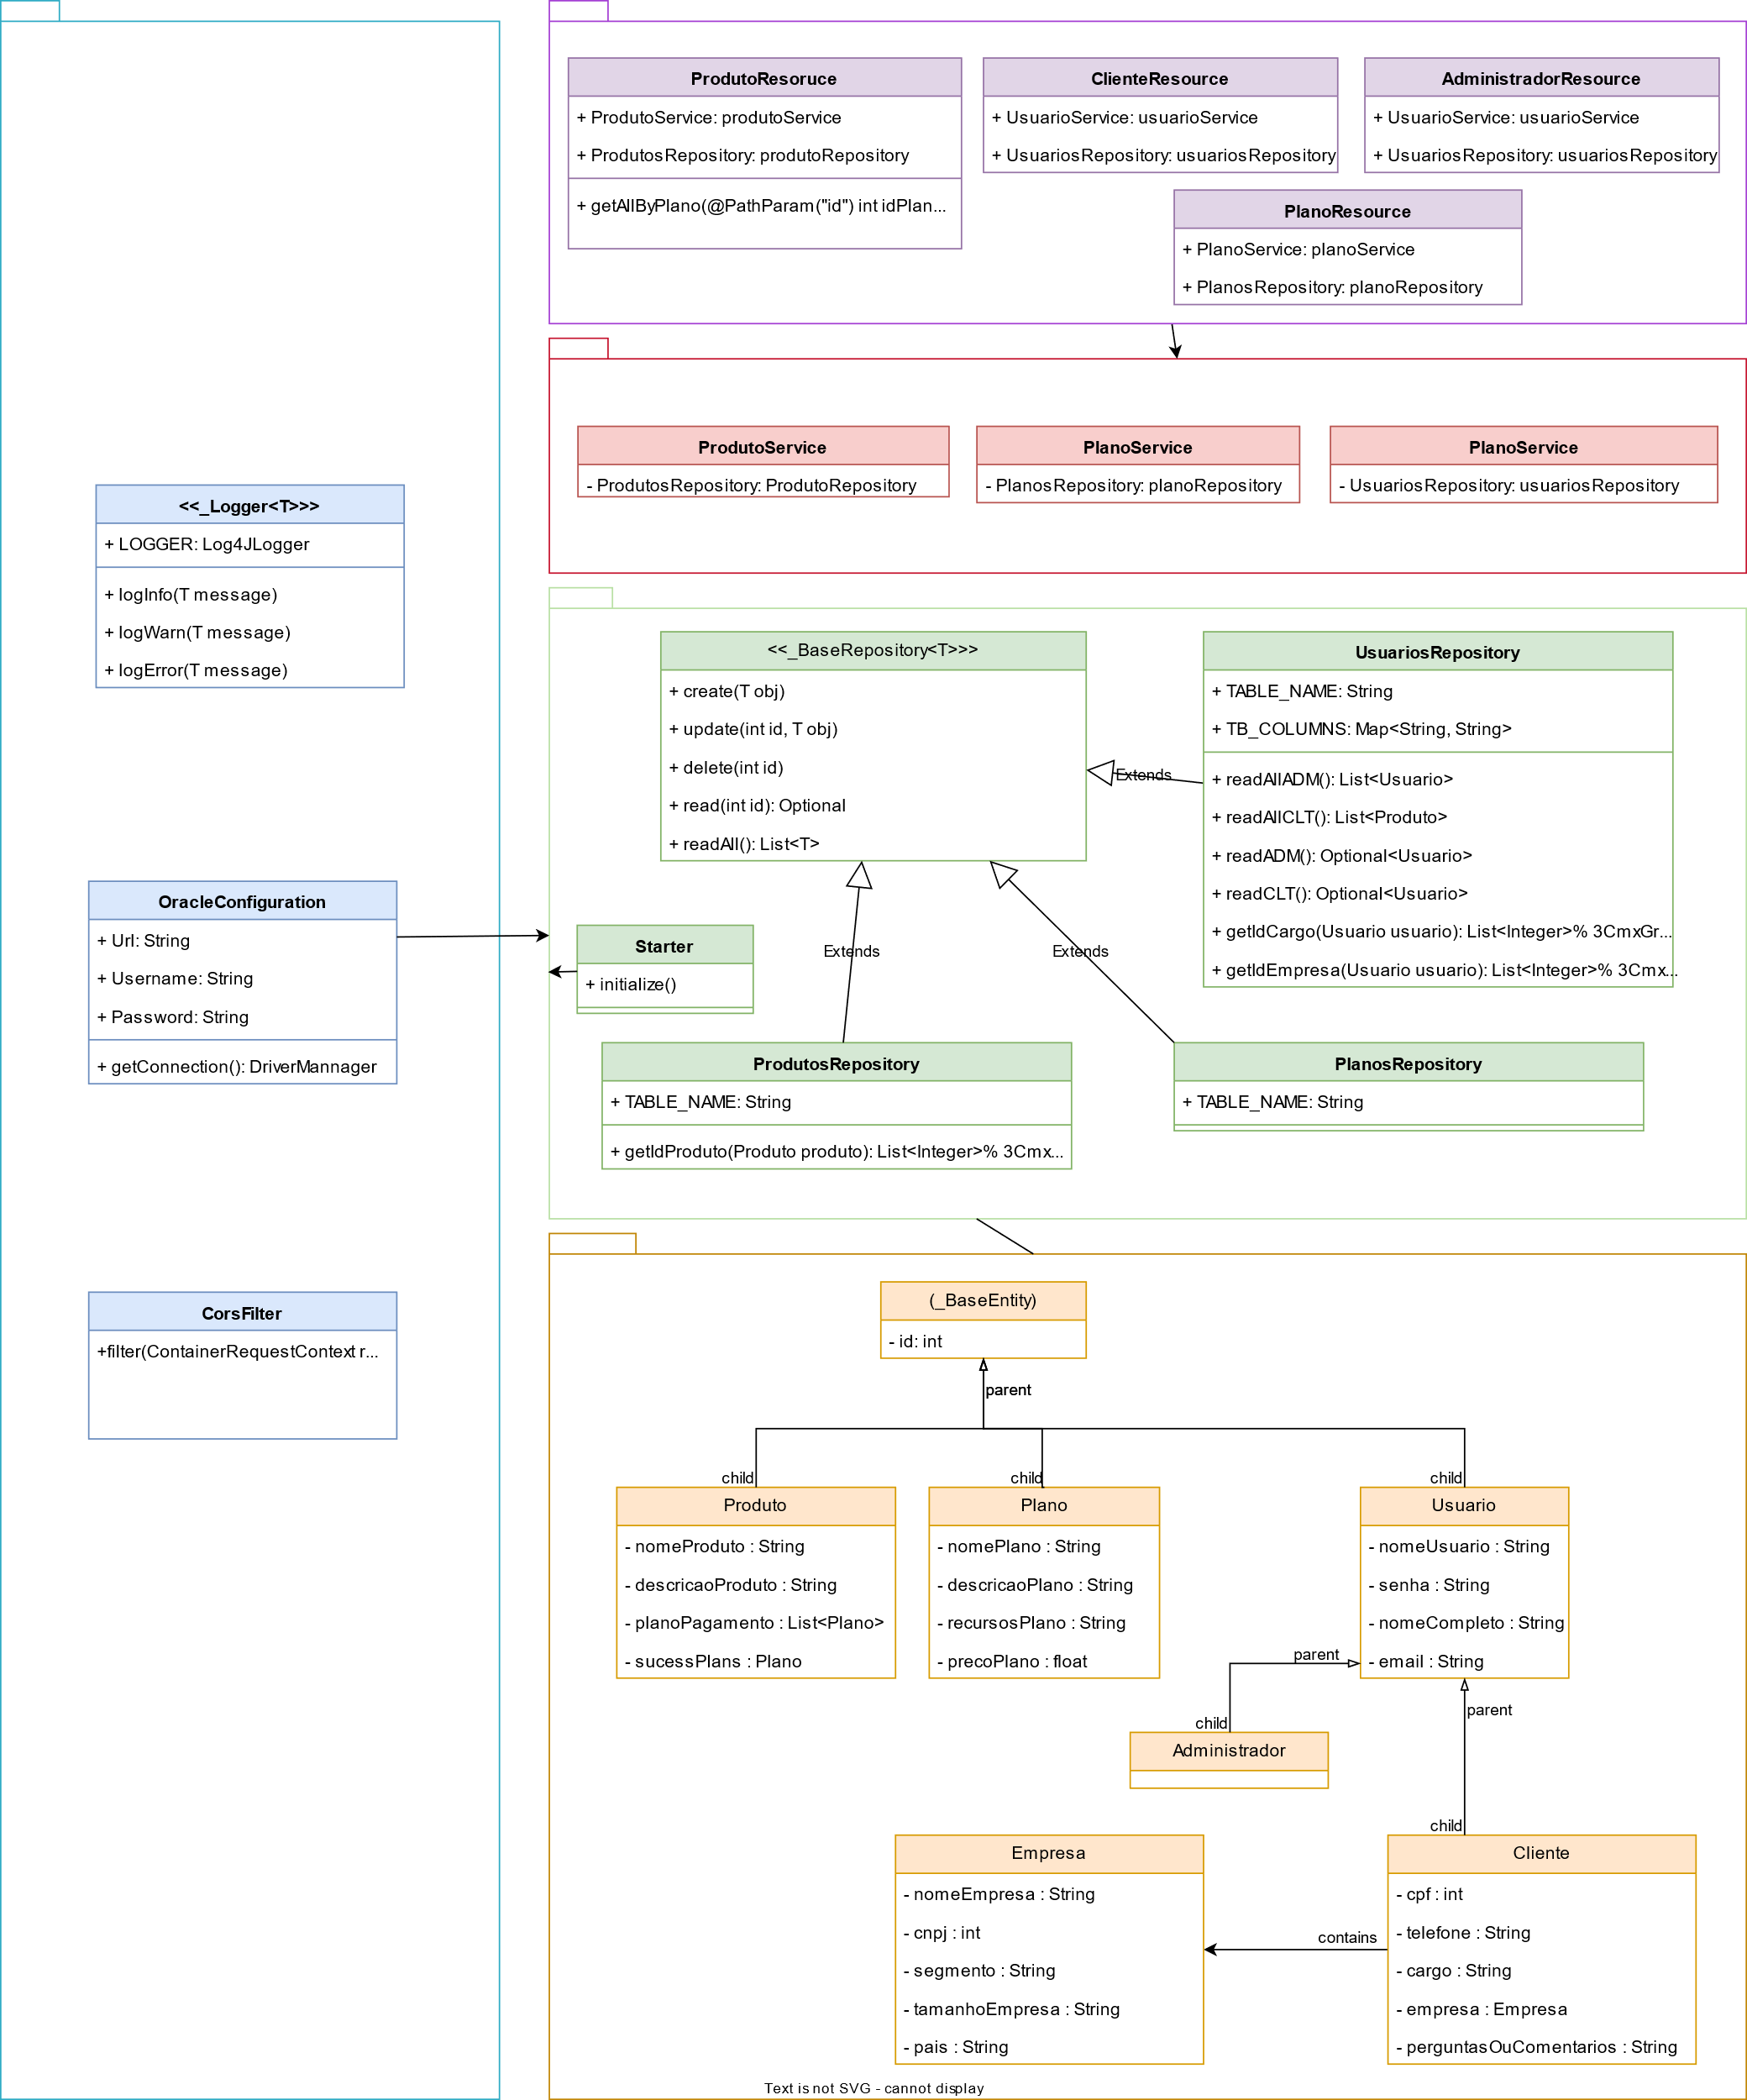 <<_Logger<T>>>
+ LOGGER: Log4JLogger
+ logInfo(T message)
+ logWarn(T message)
+ logError(T message)
OracleConfiguration
+ Url: String
+ Username: String
+ Password: String
+ getConnection(): DriverMannager
CorsFilter
+filter(ContainerRequestContext r...
ProdutoResoruce
+ ProdutoService: produtoService
+ ProdutosRepository: produtoRepository
+ getAllByPlano(@PathParam("id") int idPlan...
ClienteResource
+ UsuarioService: usuarioService
+ UsuariosRepository: usuariosRepository
AdministradorResource
+ UsuarioService: usuarioService
+ UsuariosRepository: usuariosRepository
PlanoResource
+ PlanoService: planoService
+ PlanosRepository: planoRepository
ProdutoService
- ProdutosRepository: ProdutoRepository
PlanoService
- PlanosRepository: planoRepository
PlanoService
- UsuariosRepository: usuariosRepository
<<_BaseRepository<T>>>
+ create(T obj)
+ update(int id, T obj)
+ delete(int id)
+ read(int id): Optional
+ readAll(): List<T>
Extends
UsuariosRepository
+ TABLE_NAME: String
+ TB_COLUMNS: Map<String, String>
+ readAllADM(): List<Usuario>
+ readAllCLT(): List<Produto>
+ readADM(): Optional<Usuario>
+ readCLT(): Optional<Usuario>
+ getIdCargo(Usuario usuario): List<Integer>% 3CmxGr...
+ getIdEmpresa(Usuario usuario): List<Integer>% 3Cmx...
Starter
+ initialize()
Extends
Extends
ProdutosRepository
+ TABLE_NAME: String
+ getIdProduto(Produto produto): List<Integer>% 3Cmx...
PlanosRepository
+ TABLE_NAME: String
(_BaseEntity)
- id: int
parent
child
child
child
Produto
- nomeProduto : String
- descricaoProduto : String
- planoPagamento : List<Plano>
- sucessPlans : Plano
Plano
- nomePlano : String
- descricaoPlano : String
- recursosPlano : String
- precoPlano : float
Usuario
- nomeUsuario : String
- senha : String
- nomeCompleto : String
- email : String
parent
child
Administrador
parent
child
Empresa
- nomeEmpresa : String
- cnpj : int
- segmento : String
- tamanhoEmpresa : String
- pais : String
contains
Cliente
- cpf : int
- telefone : String
- cargo : String
- empresa : Empresa
- perguntasOuComentarios : String
Text is not SVG - cannot display